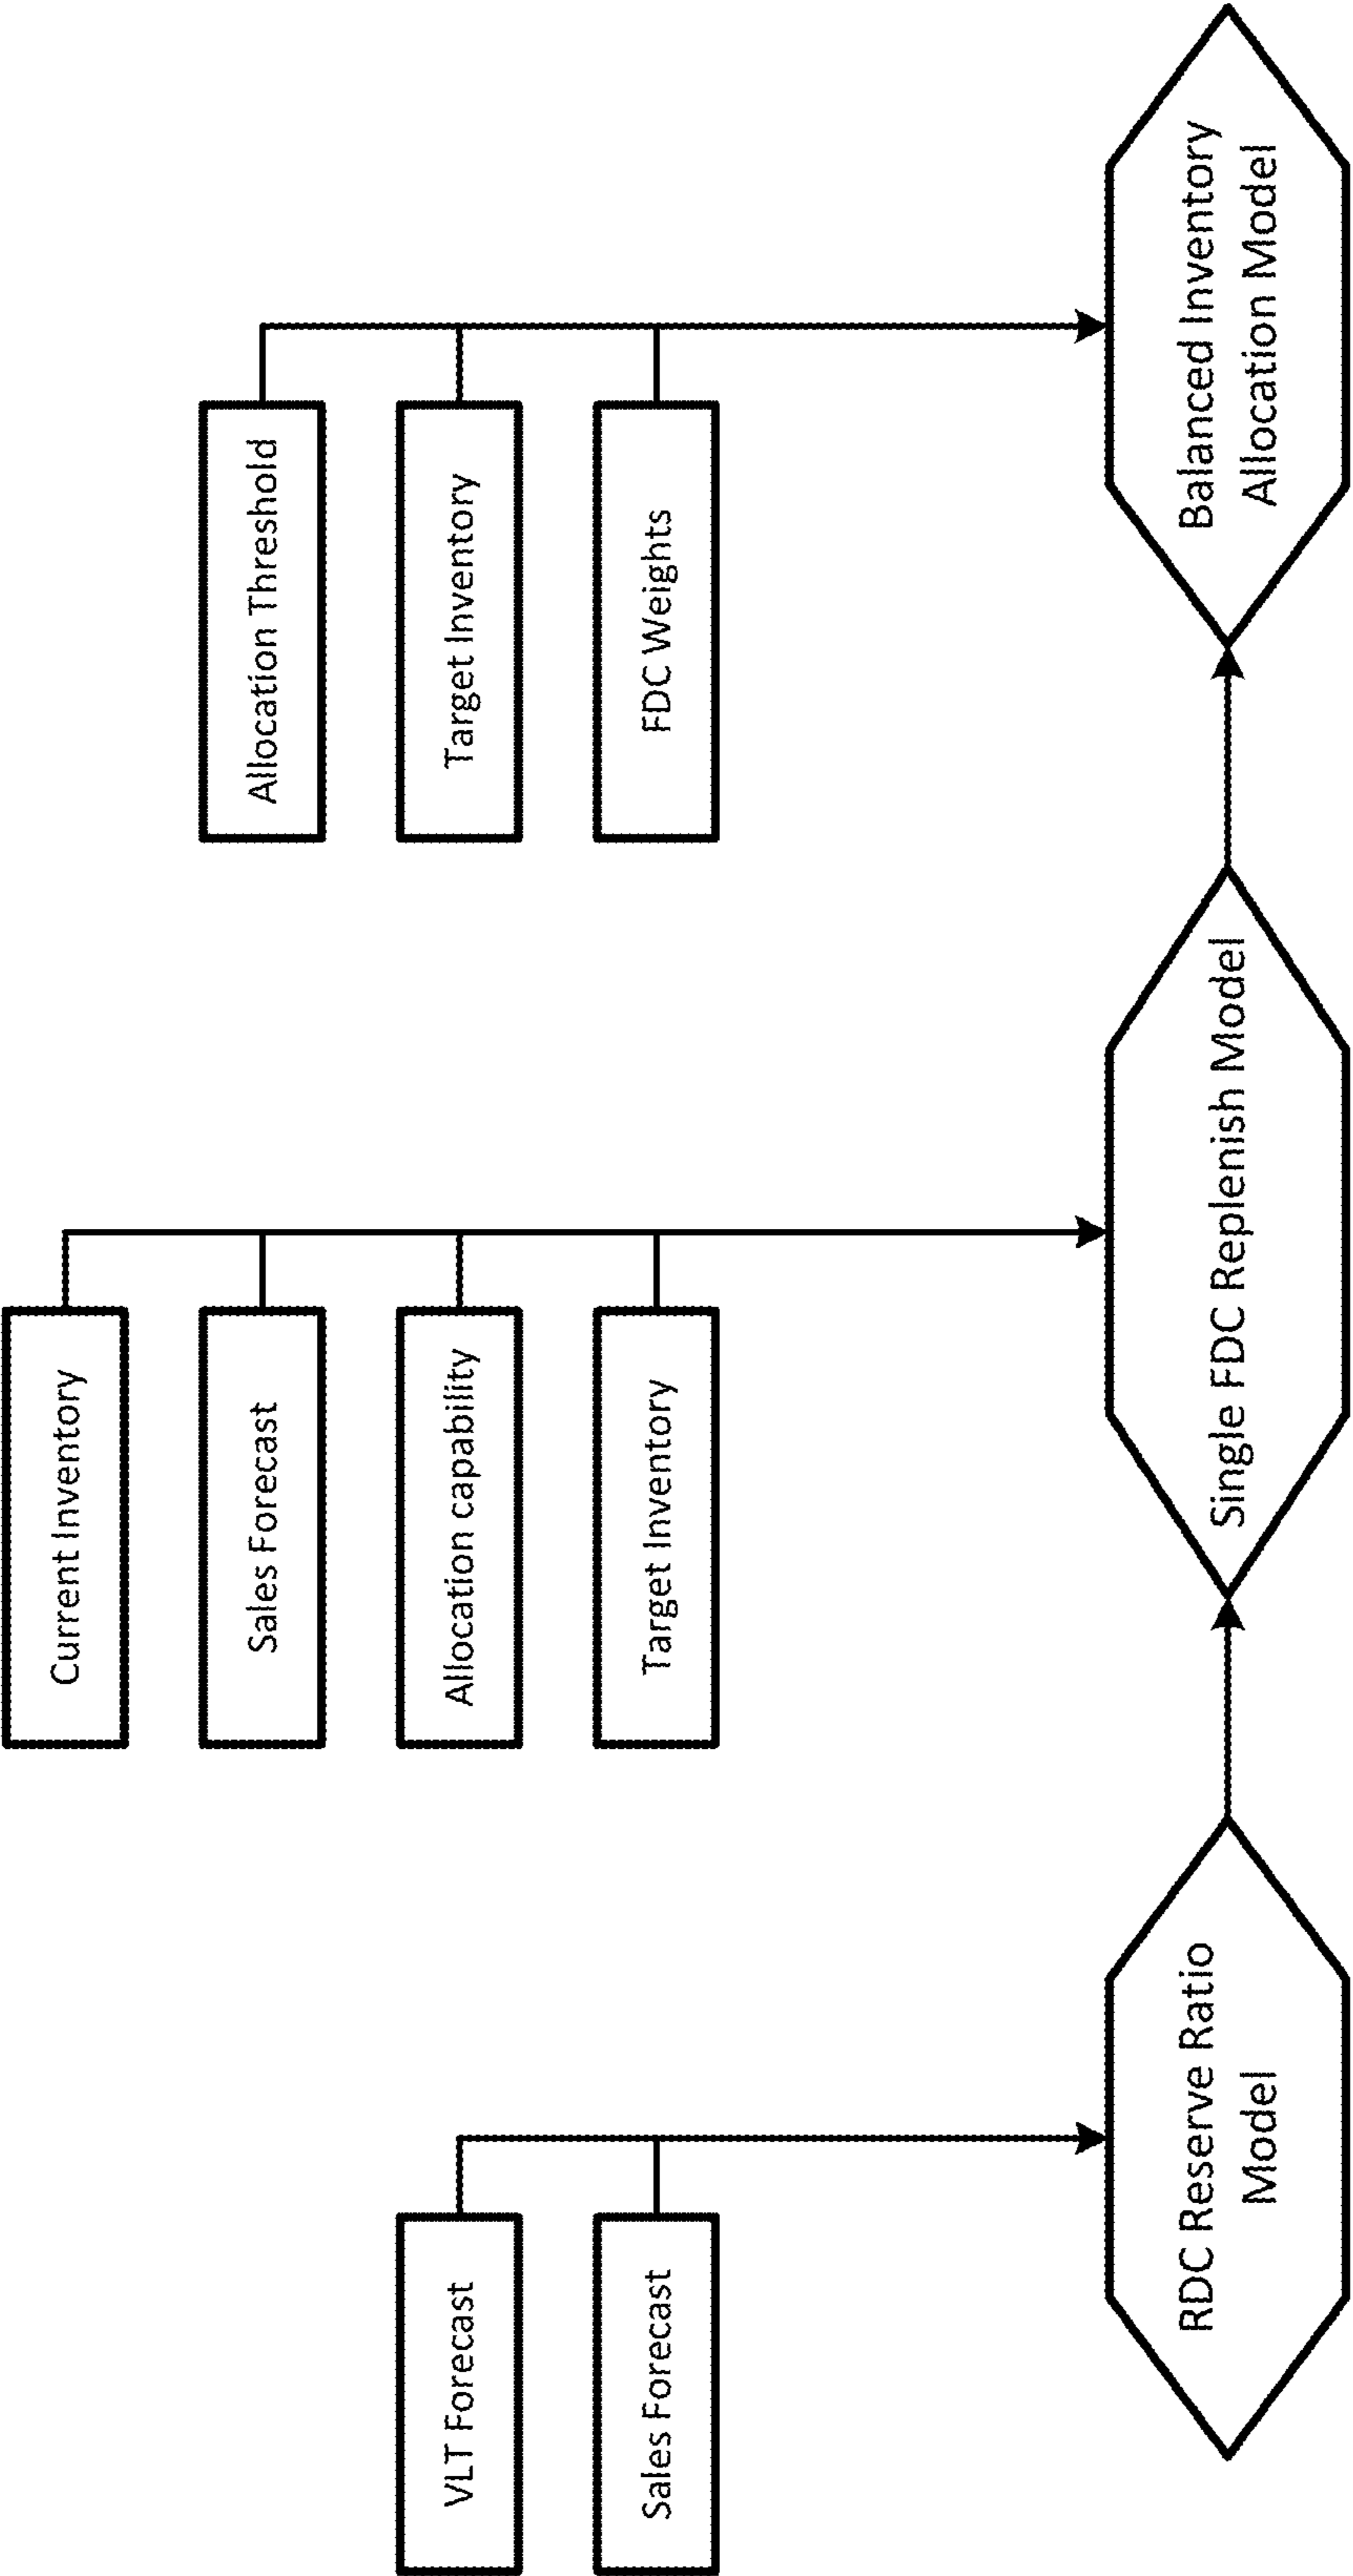 VLT Forecast
Sales Forecast
RDC Reserve Ratio
Model
Current Inventory
Sales Forecast
Allocation capability
Target Inventory
Single FDC Replenish Model
Allocation Threshold
Target Inventory
FDC Weights
Balanced Inventory
Allocation Model